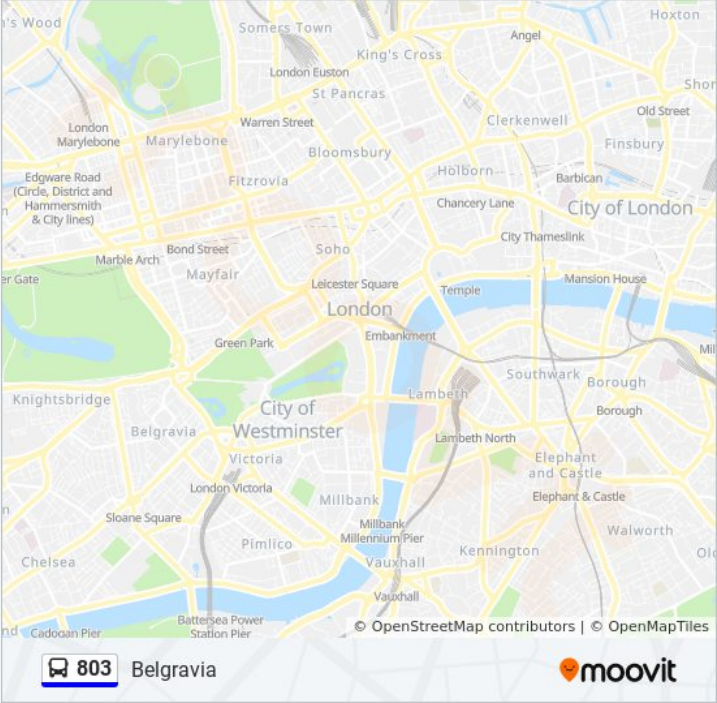 Hoxton
's Wood
Somers Town
Angel
King's Cross
London Euston
St Pancras
Shor
Old Street
Warren Street
Clerkenwell
London
Marylebone
Marylebone
Finsbury
Bloomsbury
Holborn
Edgware Road
(Circle, District and
Hammersmith
& City lines)
Fitzrovia
Barbican
Chancery Lane
City of London
City Thameslink
Bond Street
Soho
Marble Arch
Mayfair
er Gate
Mansion House
Leicester Square
Temple
London
Embankment
Green Park
Mil
Southwark
Borough
Knightsbridge
Lambeth
City of
Westminster
Borough
Belgravia
Lambeth North
Victoria
Elephant
and Castle
London Victoria
Elephant & Castle
Millbank
n
Sloane Square
Millbank
Millennium Pier
Walworth
Pimlico
Kennington
Olc
Chelsea
Vauxhall
Vauxhall
Battersea Power
Station Pier
nd
Cadogan Pier
© OpenStreetMap contributors | © OpenMapTiles
803
Belgravia
moovit